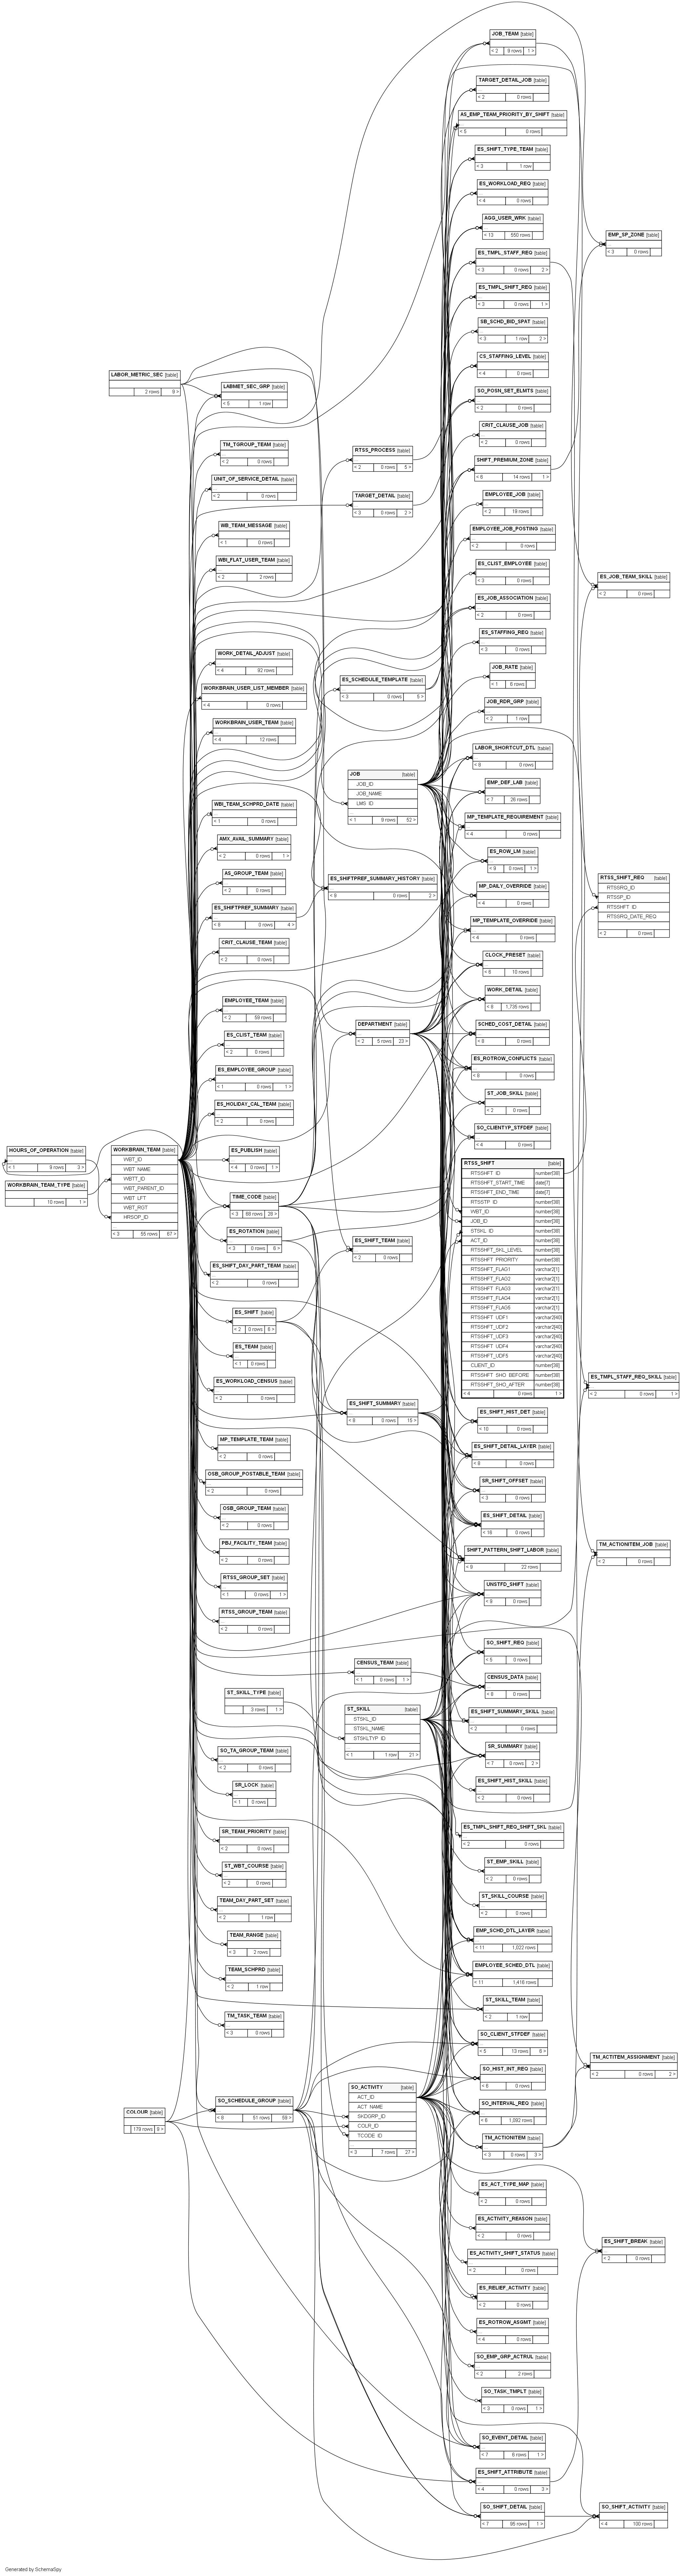 JOB_TEAM [table]
< 2 9 rows 1 >
TARGET_DETAIL_JOB [table]
< 2 0 rows
AS_EMP_TEAM_PRIORITY_BY_SHIFT [table]
< 5 0 rows
ES_SHIFT_TYPE_TEAM [table]
< 3 1 row
ES_WORKLOAD_REQ [table]
< 4 0 rows
AGG_USER_WRK [table]
< 13 550 rows
EMP_SP_ZONE [table]
< 3 0 rows
ES_TMPL_STAFF_REQ [table]
< 3 0 rows 2 >
ES_TMPL_SHIFT_REQ [table]
< 3 0 rows 1 >
SB_SCHD_BID_SPAT [table]
< 3 1 row 2 >
CS_STAFFING_LEVEL [table]
< 4 0 rows
LABOR_METRIC_SEC [table]
2 rows 9 >
LABMET_SEC_GRP [table]
< 5 1 row
SO_POSN_SET_ELMTS [table]
< 2 0 rows
CRIT_CLAUSE_JOB [table]
< 2 0 rows
TM_TGROUP_TEAM [table]
< 2 0 rows
RTSS_PROCESS [table]
< 2 0 rows 5 >
SHIFT_PREMIUM_ZONE [table]
14 rows 1 >
UNIT_OF_SERVICE_DETAIL [table]
< 2 0 rows
TARGET_DETAIL [table]
< 3 0 rows 2 >
EMPLOYEE_JOB [table]
< 2 19 rows
WB_TEAM_MESSAGE [table]
< 1 0 rows
EMPLOYEE_JOB_POSTING [table]
< 2 0 rows
WBI_FLAT_USER_TEAM [table]
< 2 2 rows
ES_CLIST_EMPLOYEE [table]
< 3 0 rows
ES_JOB_TEAM_SKILL [table]
< 2 0 rows
ES_JOB_ASSOCIATION [table]
< 2 0 rows
ES_STAFFING_REQ [table]
< 3 0 rows
WORK_DETAIL_ADJUST [table]
< 4 92 rows
JOB_RATE [table]
< 1 6 rows
WORKBRAIN_USER_LIST_MEMBER [table]
< 4 0 rows
ES_SCHEDULE_TEMPLATE [table]
< 3 0 rows 5 >
JOB_RDR_GRP [table]
< 2 1 row
WORKBRAIN_USER_TEAM [table]
< 4 12 rows
LABOR_SHORTCUT_DTL [table]
< 8 0 rows
JOB [table]
JOB_ID
JOB_NAME
LMS_ID
< 1 8 rows 52 >
EMP_DEF_LAB [table]
< 7 26 rows
WBI_TEAM_SCHPRD_DATE [table]
< 1 0 rows
MP_TEMPLATE_REQUIREMENT [table]
< 4 0 rows
AMX_AVAIL_SUMMARY [table]
< 2 0 rows 1 >
ES_ROW_LM [table]
< 9 0 rows 1 >
AS_GROUP_TEAM [table]
< 2 0 rows
ES_SHIFTPREF_SUMMARY_HISTORY [table]
0 rows 2 >
MP_DAILY_OVERRIDE [table]
< 4 0 rows
RTSS_SHIFT_REQ [table]
RTSSRQ_ID
RTSSP_ID
RTSSHFT_ID
RTSSRQ_DATE_REQ
< 2 0 rows
ES_SHIFTPREF_SUMMARY [table]
0 rows 4 >
MP_TEMPLATE_OVERRIDE [table]
< 4 0 rows
CRIT_CLAUSE_TEAM [table]
< 2 0 rows
CLOCK_PRESET [table]
10 rows
EMPLOYEE_TEAM [table]
< 2 59 rows
WORK_DETAIL [table]
1,735 rows
ES_CLIST_TEAM [table]
< 2 0 rows
DEPARTMENT [table]
< 2 5 rows 23 >
SCHED_COST_DETAIL [table]
0 rows
ES_EMPLOYEE_GROUP [table]
< 1 0 rows 1 >
ES_ROTROW_CONFLICTS [table]
0 rows
ES_HOLIDAY_CAL_TEAM [table]
< 2 0 rows
ST_JOB_SKILL [table]
< 2 0 rows
SO_CLIENTYP_STFDEF [table]
< 4 0 rows
HOURS_OF_OPERATION [table]
< 1 9 rows 3 >
WORKBRAIN_TEAM_TYPE [table]
10 rows 1 >
WORKBRAIN_TEAM [table]
WBT_ID
WBT_NAME
WBTT_ID
WBT_PARENT_ID
WBT_LFT
WBT_RGT
HRSOP_ID
< 3 55 rows 67 >
ES_PUBLISH [table]
< 4 0 rows 1 >
TIME_CODE [table]
< 3 69 rows
ES_ROTATION [table]
< 3 0 rows 6 >
RTSS_SHIFT [table]
RTSSHFT_ID number[38]
RTSSHFT_START_TIME date[7]
RTSSHFT_END_TIME date[7]
RTSSTP_ID number[38]
WBT_ID number[38]
JOB_ID number[38]
STSKL_ID number[38]
ACT_ID number[38]
RTSSHFT_SKL_LEVEL number[38]
RTSSHFT_PRIORITY number[38]
RTSSHFT_FLAG1 varchar2[1]
RTSSHFT_FLAG2 varchar2[1]
RTSSHFT_FLAG3 varchar2[1]
RTSSHFT_FLAG4 varchar2[1]
RTSSHFT_FLAG5 varchar2[1]
RTSSHFT_UDF1 varchar2[40]
RTSSHFT_UDF2 varchar2[40]
RTSSHFT_UDF3 varchar2[40]
RTSSHFT_UDF4 varchar2[40]
RTSSHFT_UDF5 varchar2[40]
CLIENT_ID number[38]
RTSSHFT_SHO_BEFORE number[38]
RTSSHFT_SHO_AFTER number[38]
< 4 0 rows 1 >
ES_SHIFT_TEAM [table]
< 2 0 rows
ES_SHIFT_DAY_PART_TEAM [table]
< 2 0 rows
ES_SHIFT [table]
< 2 0 rows 6 >
ES_TEAM [table]
< 1 0 rows
ES_WORKLOAD_CENSUS [table]
< 2 0 rows
ES_TMPL_STAFF_REQ_SKILL [table]
< 2 0 rows 1 >
ES_SHIFT_SUMMARY [table]
0 rows 15 >
ES_SHIFT_HIST_DET [table]
< 10 0 rows
MP_TEMPLATE_TEAM [table]
< 2 0 rows
ES_SHIFT_DETAIL_LAYER [table]
0 rows
OSB_GROUP_POSTABLE_TEAM [table]
< 2 0 rows
SR_SHIFT_OFFSET [table]
< 3 0 rows
OSB_GROUP_TEAM [table]
< 2 0 rows
ES_SHIFT_DETAIL [table]
< 16 0 rows
PBJ_FACILITY_TEAM [table]
< 2 0 rows
SHIFT_PATTERN_SHIFT_LABOR [table]
< 9 22 rows
TM_ACTIONITEM_JOB [table]
< 2 0 rows
RTSS_GROUP_SET [table]
< 1 0 rows 1 >
UNSTFD_SHIFT [table]
0 rows
RTSS_GROUP_TEAM [table]
< 2 0 rows
SO_SHIFT_REQ [table]
< 5 0 rows
CENSUS_TEAM [table]
< 1 0 rows 1 >
CENSUS_DATA [table]
0 rows
ST_SKILL_TYPE [table]
3 rows 1 >
ST_SKILL [table]
STSKL_ID
STSKL_NAME
STSKLTYP_ID
< 1 1 row 21 >
ES_SHIFT_SUMMARY_SKILL [table]
< 2 0 rows
SR_SUMMARY [table]
< 7 0 rows 2 >
SO_TA_GROUP_TEAM [table]
< 2 0 rows
SR_LOCK [table]
< 1 0 rows
ES_SHIFT_HIST_SKILL [table]
< 2 0 rows
SR_TEAM_PRIORITY [table]
< 2 0 rows
ES_TMPL_SHIFT_REQ_SHIFT_SKL [table]
< 2 0 rows
ST_WBT_COURSE [table]
< 2 0 rows
ST_EMP_SKILL [table]
< 2 0 rows
TEAM_DAY_PART_SET [table]
< 2 1 row
ST_SKILL_COURSE [table]
< 2 0 rows
TEAM_RANGE [table]
< 3 2 rows
EMP_SCHD_DTL_LAYER [table]
< 11 1,022 rows
TEAM_SCHPRD [table]
< 2 1 row
EMPLOYEE_SCHED_DTL [table]
< 11 1,416 rows
TM_TASK_TEAM [table]
< 3 0 rows
ST_SKILL_TEAM [table]
< 2 1 row
SO_CLIENT_STFDEF [table]
< 5 13 rows 6 >
TM_ACTITEM_ASSIGNMENT [table]
< 2 0 rows 2 >
SO_HIST_INT_REQ [table]
< 6 0 rows
COLOUR [table]
179 rows 9 >
SO_SCHEDULE_GROUP [table]
51 rows 59 >
SO_ACTIVITY [table]
ACT_ID
ACT_NAME
SKDGRP_ID
COLR_ID
TCODE_ID
< 3 7 rows 27 >
SO_INTERVAL_REQ [table]
1,092 rows
TM_ACTIONITEM [table]
< 3 0 rows 3 >
ES_ACT_TYPE_MAP [table]
< 2 0 rows
ES_ACTIVITY_REASON [table]
< 2 0 rows
ES_SHIFT_BREAK [table]
< 2 0 rows
ES_ACTIVITY_SHIFT_STATUS [table]
< 2 0 rows
ES_RELIEF_ACTIVITY [table]
< 2 0 rows
ES_ROTROW_ASGMT [table]
< 4 0 rows
SO_EMP_GRP_ACTRUL [table]
< 2 2 rows
SO_TASK_TMPLT [table]
< 3 0 rows 1 >
SO_EVENT_DETAIL [table]
< 7 6 rows 1 >
ES_SHIFT_ATTRIBUTE [table]
< 4 0 rows 3 >
SO_SHIFT_DETAIL [table]
< 7 95 rows 1 >
SO_SHIFT_ACTIVITY [table]
< 4 100 rows
Generated by SchemaSpy